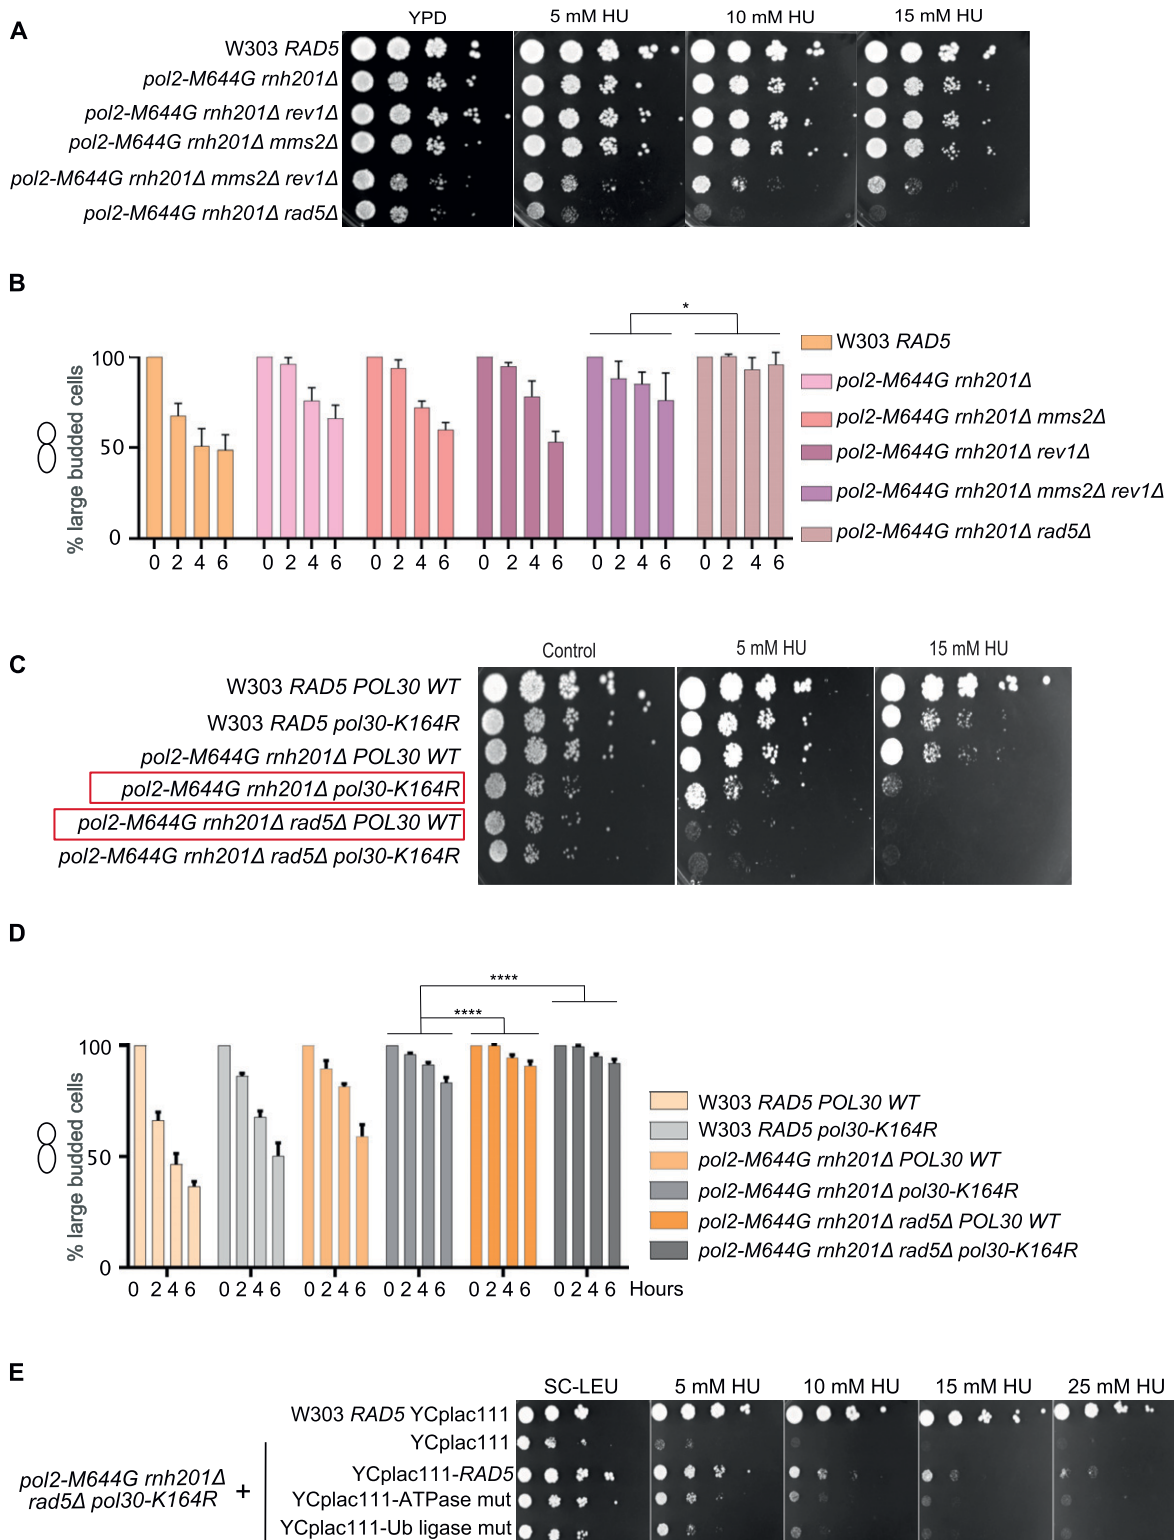 A
YPD 5 mM HU 10 mM HU 15 mM HU
W303 RAD5
pol2-M644G rnh201Δ
pol2-M644G rnh201Δ rev1Δ
pol2-M644G rnh201Δ mms2Δ
pol2-M644G rnh201Δ mms2Δ rev1Δ
pol2-M644G rnh201Δ rad5Δ
B
*
% large budded cells
100
50
0
0 2 4 6 0 2 4 6 0 2 4 6 0 2 4 6 0 2 4 6 0 2 4 6
W303 RAD5
pol2-M644G rnh201Δ
pol2-M644G rnh201Δ mms2Δ
pol2-M644G rnh201Δ rev1Δ
pol2-M644G rnh201Δ mms2Δ rev1Δ
pol2-M644G rnh201Δ rad5Δ
C
Control 5 mM HU 15 mM HU
W303 RAD5 POL30 WT
W303 RAD5 pol30-K164R
pol2-M644G rnh201Δ POL30 WT
pol2-M644G rnh201Δ pol30-K164R
pol2-M644G rnh201Δ rad5Δ POL30 WT
pol2-M644G rnh201Δ rad5Δ pol30-K164R
D
****
****
% large budded cells
100
50
0
0 2 4 6 0 2 4 6 0 2 4 6 0 2 4 6 0 2 4 6 0 2 4 6 Hours
W303 RAD5 POL30 WT
W303 RAD5 pol30-K164R
pol2-M644G rnh201Δ POL30 WT
pol2-M644G rnh201Δ pol30-K164R
pol2-M644G rnh201Δ rad5Δ POL30 WT
pol2-M644G rnh201Δ rad5Δ pol30-K164R
E
SC-LEU 5 mM HU 10 mM HU 15 mM HU 25 mM HU
W303 RAD5 YCplac111
YCplac111
pol2-M644G rnh201Δ
rad5Δ pol30-K164R +
YCplac111-RAD5
YCplac111-ATPase mut
YCplac111-Ub ligase mut